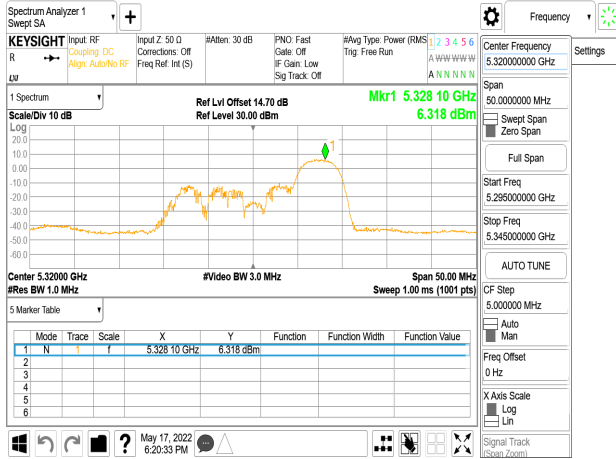 Spectrum Analyzer 1
Swept SA
Frequency
KEYSIGHT
R
LXI
Input: RF
Coupling: DC
Align: Auto/No RF
Input Z: 50 Ω
Corrections: Off
Freq Ref: Int (S)
#Atten: 30 dB
PNO: Fast
Gate: Off
IF Gain: Low
Sig Track: Off
#Avg Type: Power (RMS
Trig: Free Run
1 2 3 4 5 6
A W W W W W
A N N N N N
Center Frequency
5.320000000 GHz
Settings
Span
50.0000000 MHz
Swept Span
Zero Span
Full Span
Start Freq
5.295000000 GHz
Stop Freq
5.345000000 GHz
AUTO TUNE
CF Step
5.000000 MHz
Auto
Man
Freq Offset
0 Hz
X Axis Scale
Log
Lin
Signal Track
(Span Zoom)
1 Spectrum
Scale/Div 10 dB
Ref Lvl Offset 14.70 dB
Ref Level 30.00 dBm
Mkr1 5.328 10 GHz
6.318 dBm
Log
20.0
10.0
0.00
-10.0
-20.0
-30.0
-40.0
-50.0
-60.0
1
Center 5.32000 GHz
#Res BW 1.0 MHz
#Video BW 3.0 MHz
Span 50.00 MHz
Sweep 1.00 ms (1001 pts)
5 Marker Table
Mode Trace Scale X Y Function Function Width Function Value
1 N 1 f 5.328 10 GHz 6.318 dBm
2
3
4
5
6
?
May 17, 2022
6:20:33 PM